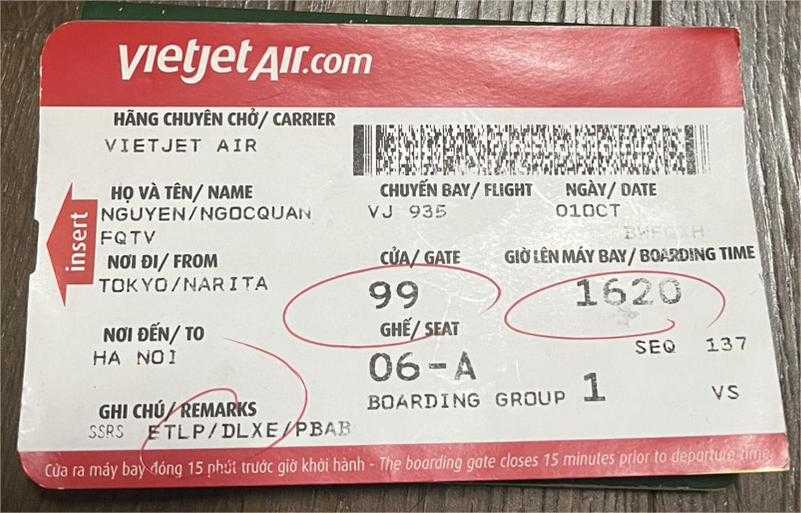 vietjetAir.com
HÃNG CHUYÊN CHỞ/ CARRIER
VIETJET AIR
HỌ VÀ TÊN/ NAME
NGUYEN/NGOCQUAN
FQTV
CHUYẾN BAY/ FLIGHT
VJ 935
NGÀY/ DATE
01OCT
insert
NƠI ĐI/ FROM
TOKYO/NARITA
CỬA/ GATE
99
GIỜ LÊN MÁY BAY/ BOARDING TIME
1620
NƠI ĐẾN/ TO
HA NOI
GHẾ/ SEAT
06-A
SEQ 137
BOARDING GROUP 1
VS
GHI CHÚ/ REMARKS
SSRS ETLP/DLXE/PBAB
Cửa ra máy bay đóng 15 phút trước giờ khởi hành - The boarding gate closes 15 minutes prior to departure time.